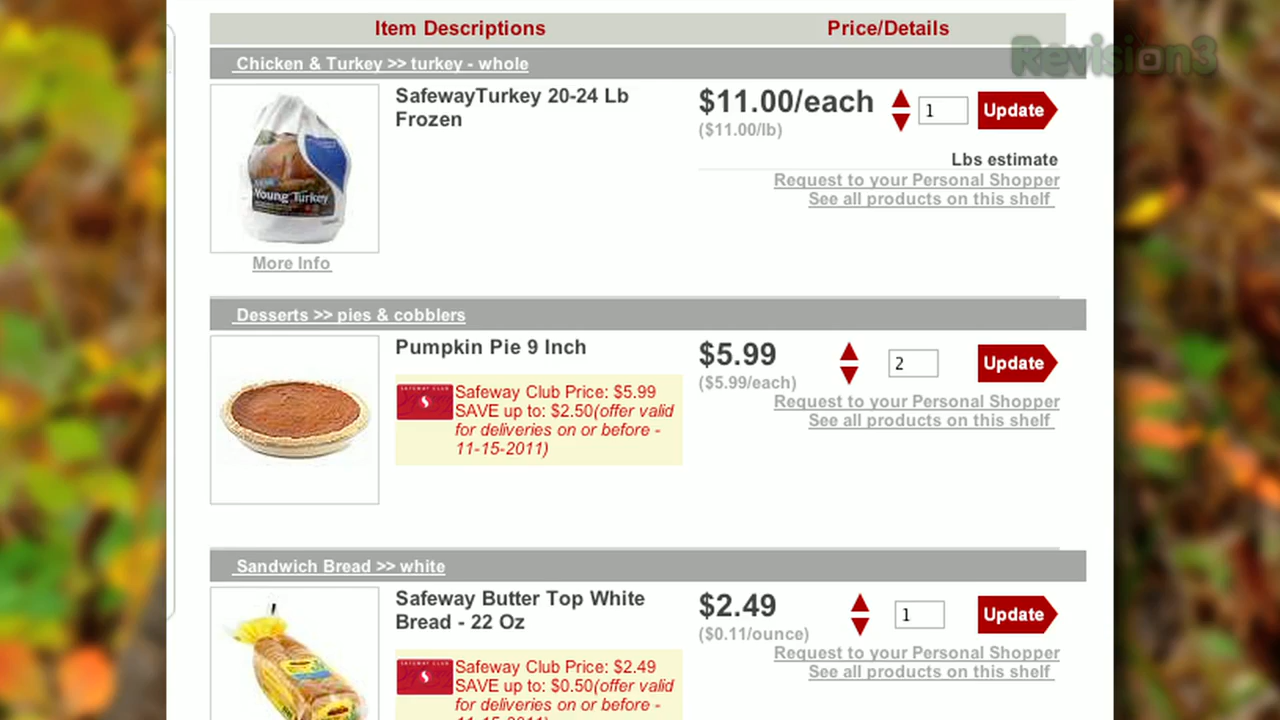 Item Descriptions
Price/Details
Revision3
Chicken & Turkey >> turkey - whole
SafewayTurkey 20-24 Lb
Frozen
$11.00/each
($11.00/lb)
1
Update
Lbs estimate
Request to your Personal Shopper
See all products on this shelf
Young Turkey
More Info
Desserts >> pies & cobblers
Pumpkin Pie 9 Inch
Safeway Club Price: $5.99
SAVE up to: $2.50(offer valid
for deliveries on or before -
11-15-2011)
$5.99
($5.99/each)
2
Update
Request to your Personal Shopper
See all products on this shelf
Sandwich Bread >> white
Safeway Butter Top White
Bread - 22 Oz
Safeway Club Price: $2.49
SAVE up to: $0.50(offer valid
for deliveries on or before -
11-15-2011)
$2.49
($0.11/ounce)
1
Update
Request to your Personal Shopper
See all products on this shelf